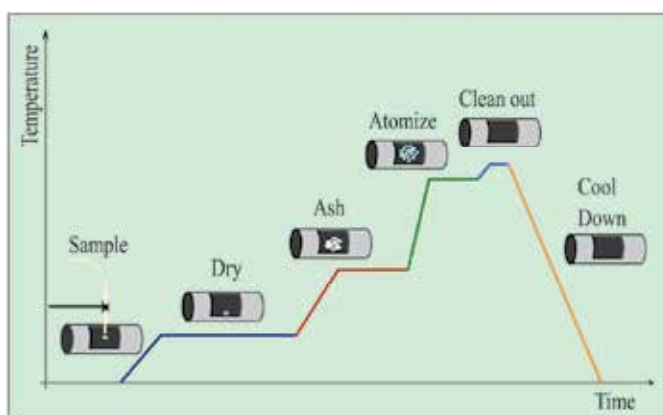 Temperature
Sample
Dry
Ash
Atomize
Clean out
Cool
Down
Time